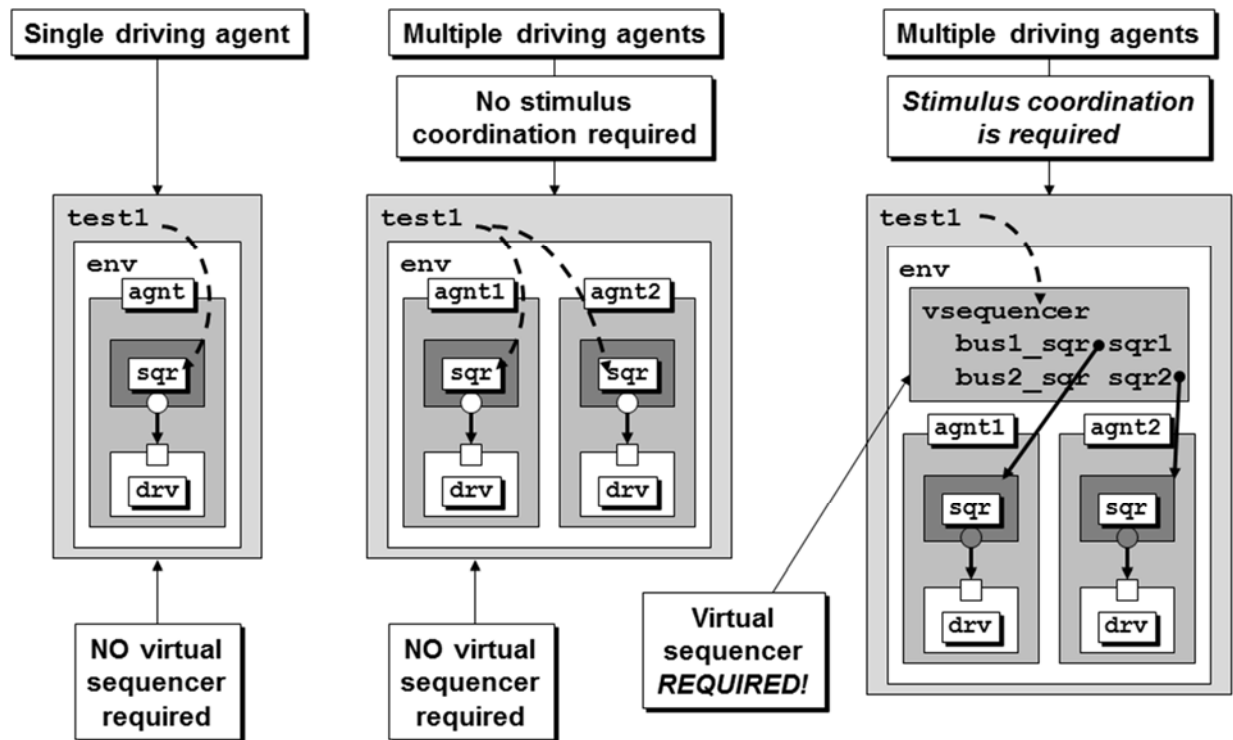 Single driving agent
test1
env
agnt
sqr
drv
NO virtual
sequencer
required
Multiple driving agents
No stimulus
coordination required
test1
env
agnt1 agnt2
sqr sqr
drv drv
NO virtual
sequencer
required
Multiple driving agents
Stimulus coordination
is required
test1
env
vsequencer
bus1_sqr sqr1
bus2_sqr sqr2
agnt1 agnt2
sqr sqr
drv drv
Virtual
sequencer
REQUIRED!